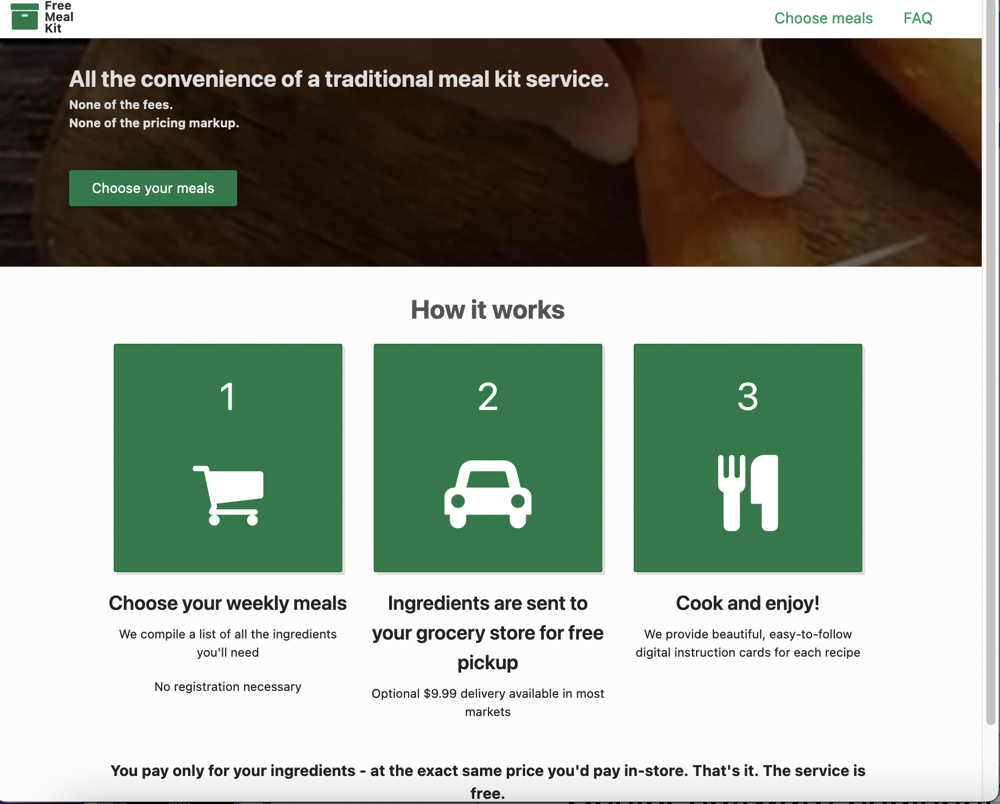 Free
Meal
Kit
Choose meals
FAQ
All the convenience of a traditional meal kit service.
None of the fees.
None of the pricing markup.
Choose your meals
How it works
1
2
3
Choose your weekly meals
We compile a list of all the ingredients
you'll need
No registration necessary
Ingredients are sent to
your grocery store for free
pickup
Optional $9.99 delivery available in most
markets
Cook and enjoy!
We provide beautiful, easy-to-follow
digital instruction cards for each recipe
You pay only for your ingredients - at the exact same price you'd pay in-store. That's it. The service is
free.